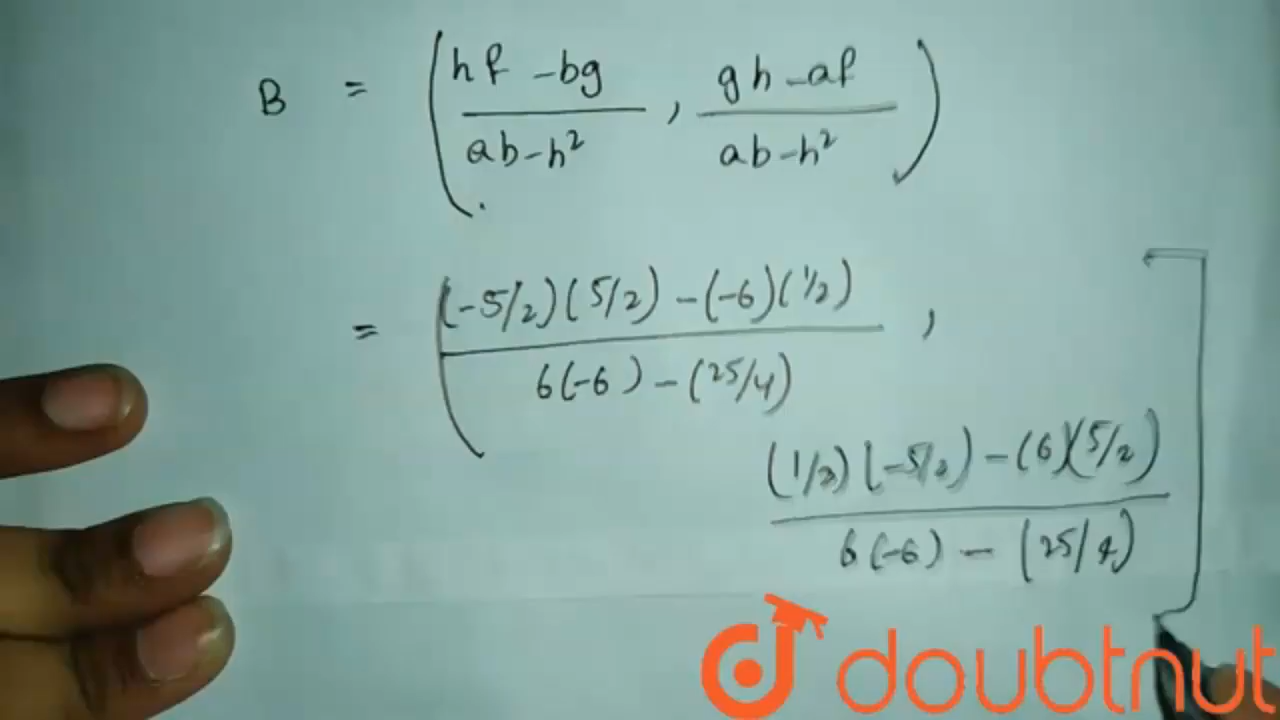 B = ( hf - bg / ab - h² , gh - af / ab - h² )
= ( (-5/2)(5/2) - (-6)(1/2) / 6(-6) - (25/4) ,
(1/2)(-5/2) - (6)(5/2) / 6(-6) - (25/4) ]
doubtnut